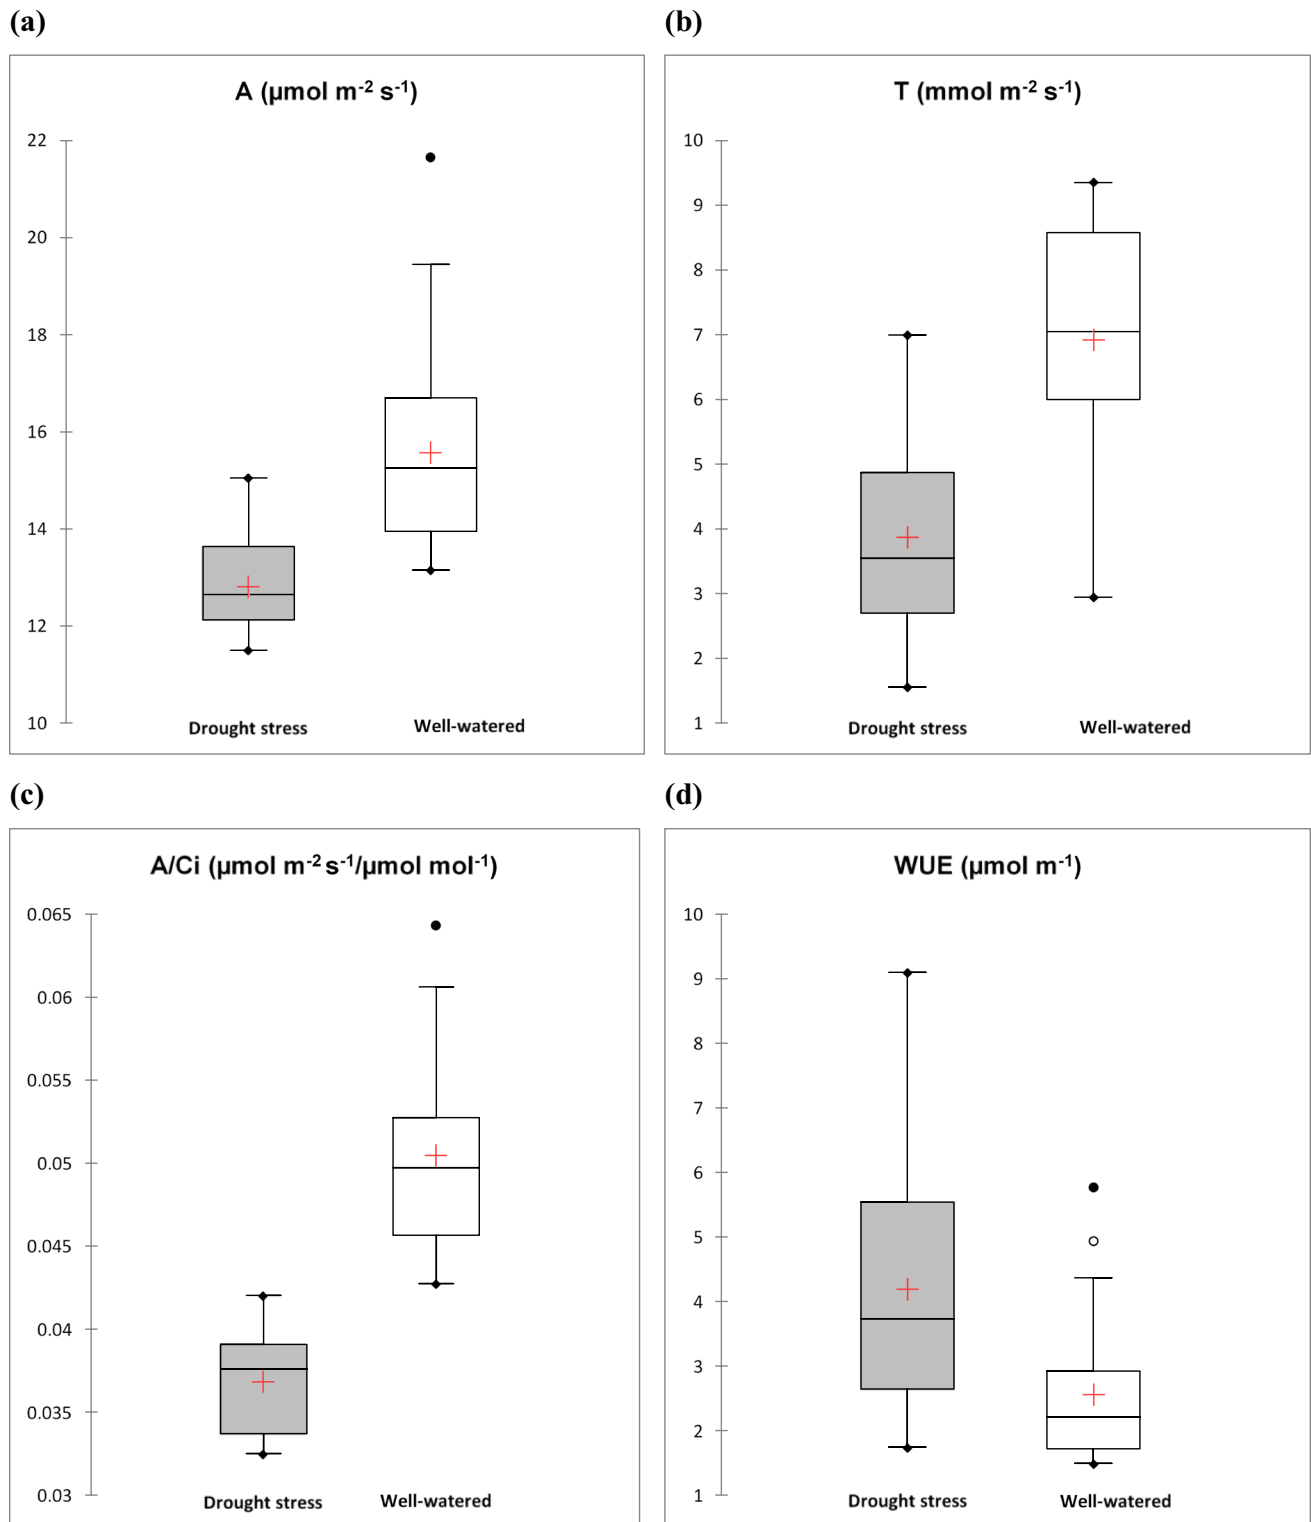 (a)
A (µmol m-2 s-1)
22
20
18
16
14
12
10
Drought stress
Well-watered
(b)
T (mmol m-2 s-1)
10
9
8
7
6
5
4
3
2
1
Drought stress
Well-watered
(c)
A/Ci (µmol m-2 s-1/µmol mol-1)
0.065
0.06
0.055
0.05
0.045
0.04
0.035
0.03
Drought stress
Well-watered
(d)
WUE (µmol m-1)
10
9
8
7
6
5
4
3
2
1
Drought stress
Well-watered